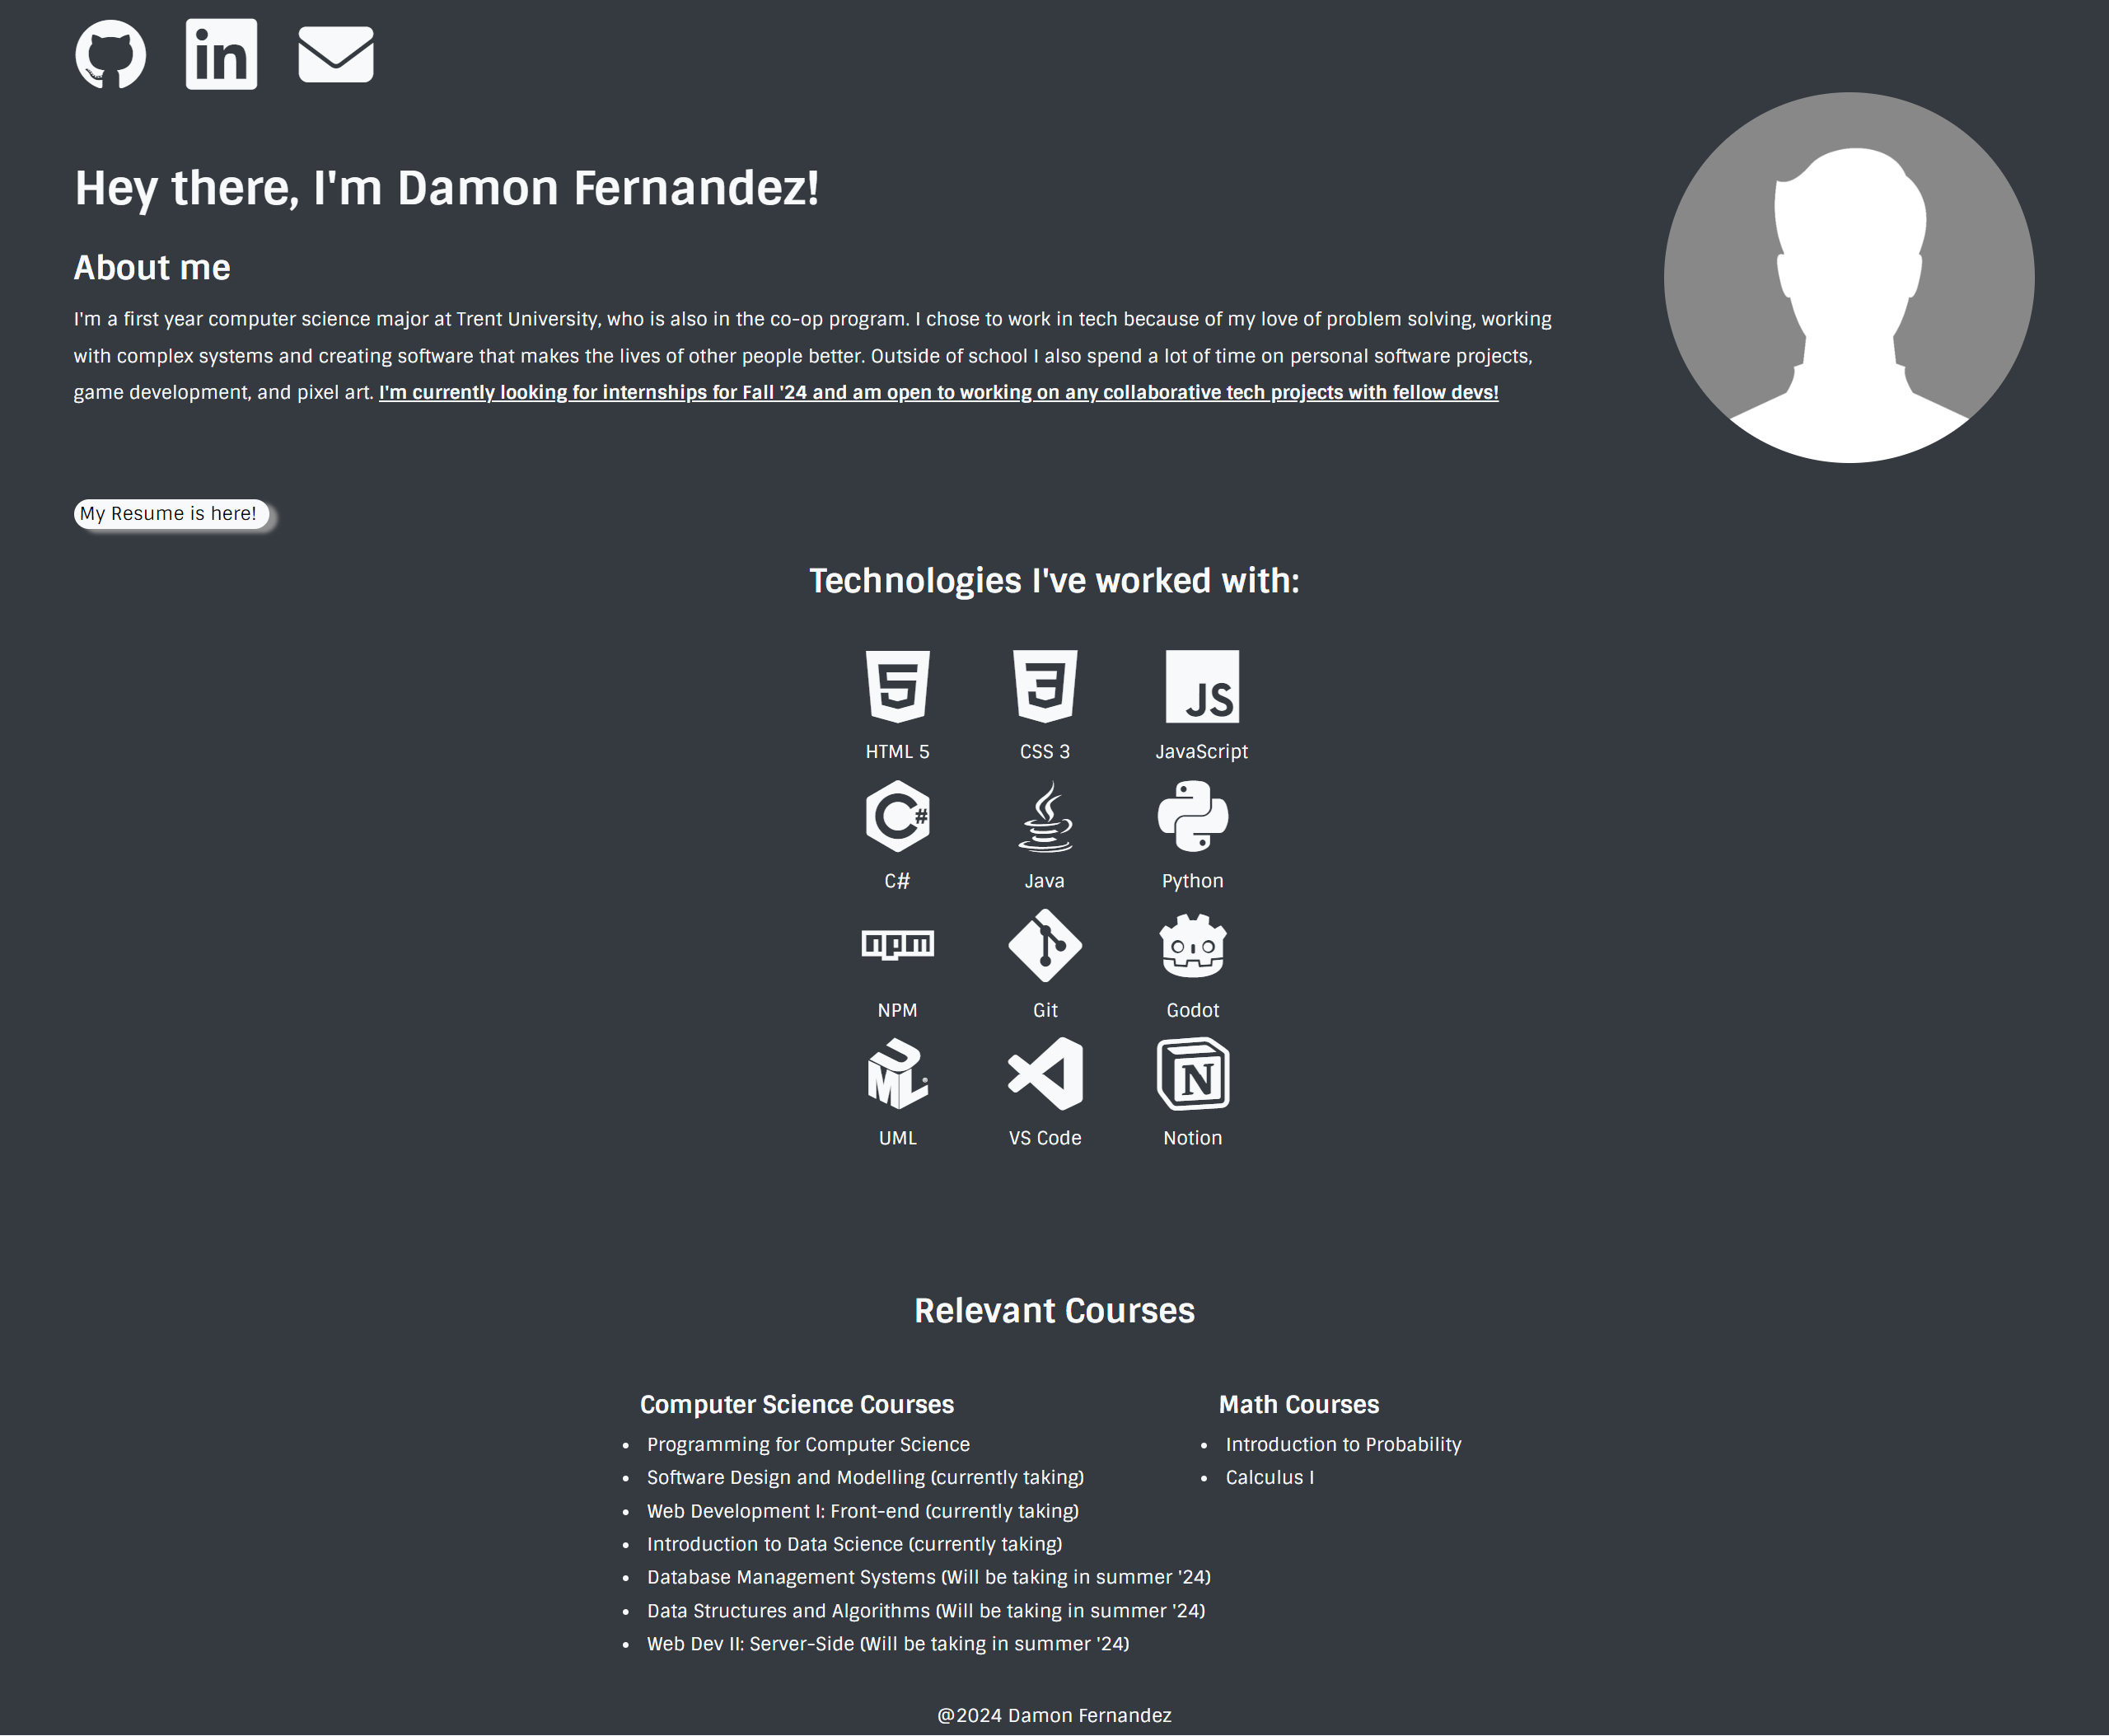 in
Hey there, I'm Damon Fernandez!
About me
I'm a first year computer science major at Trent University, who is also in the co-op program. I chose to work in tech because of my love of problem solving, working
with complex systems and creating software that makes the lives of other people better. Outside of school I also spend a lot of time on personal software projects,
game development, and pixel art. I'm currently looking for internships for Fall '24 and am open to working on any collaborative tech projects with fellow devs!
My Resume is here!
Technologies I've worked with:
5 3 JS
HTML 5 CSS 3 JavaScript
C#
C# Java Python
npm
NPM Git Godot
UML N
UML VS Code Notion
Relevant Courses
Computer Science Courses
• Programming for Computer Science
• Software Design and Modelling (currently taking)
• Web Development I: Front-end (currently taking)
• Introduction to Data Science (currently taking)
• Database Management Systems (Will be taking in summer '24)
• Data Structures and Algorithms (Will be taking in summer '24)
• Web Dev II: Server-Side (Will be taking in summer '24)
Math Courses
• Introduction to Probability
• Calculus I
@2024 Damon Fernandez